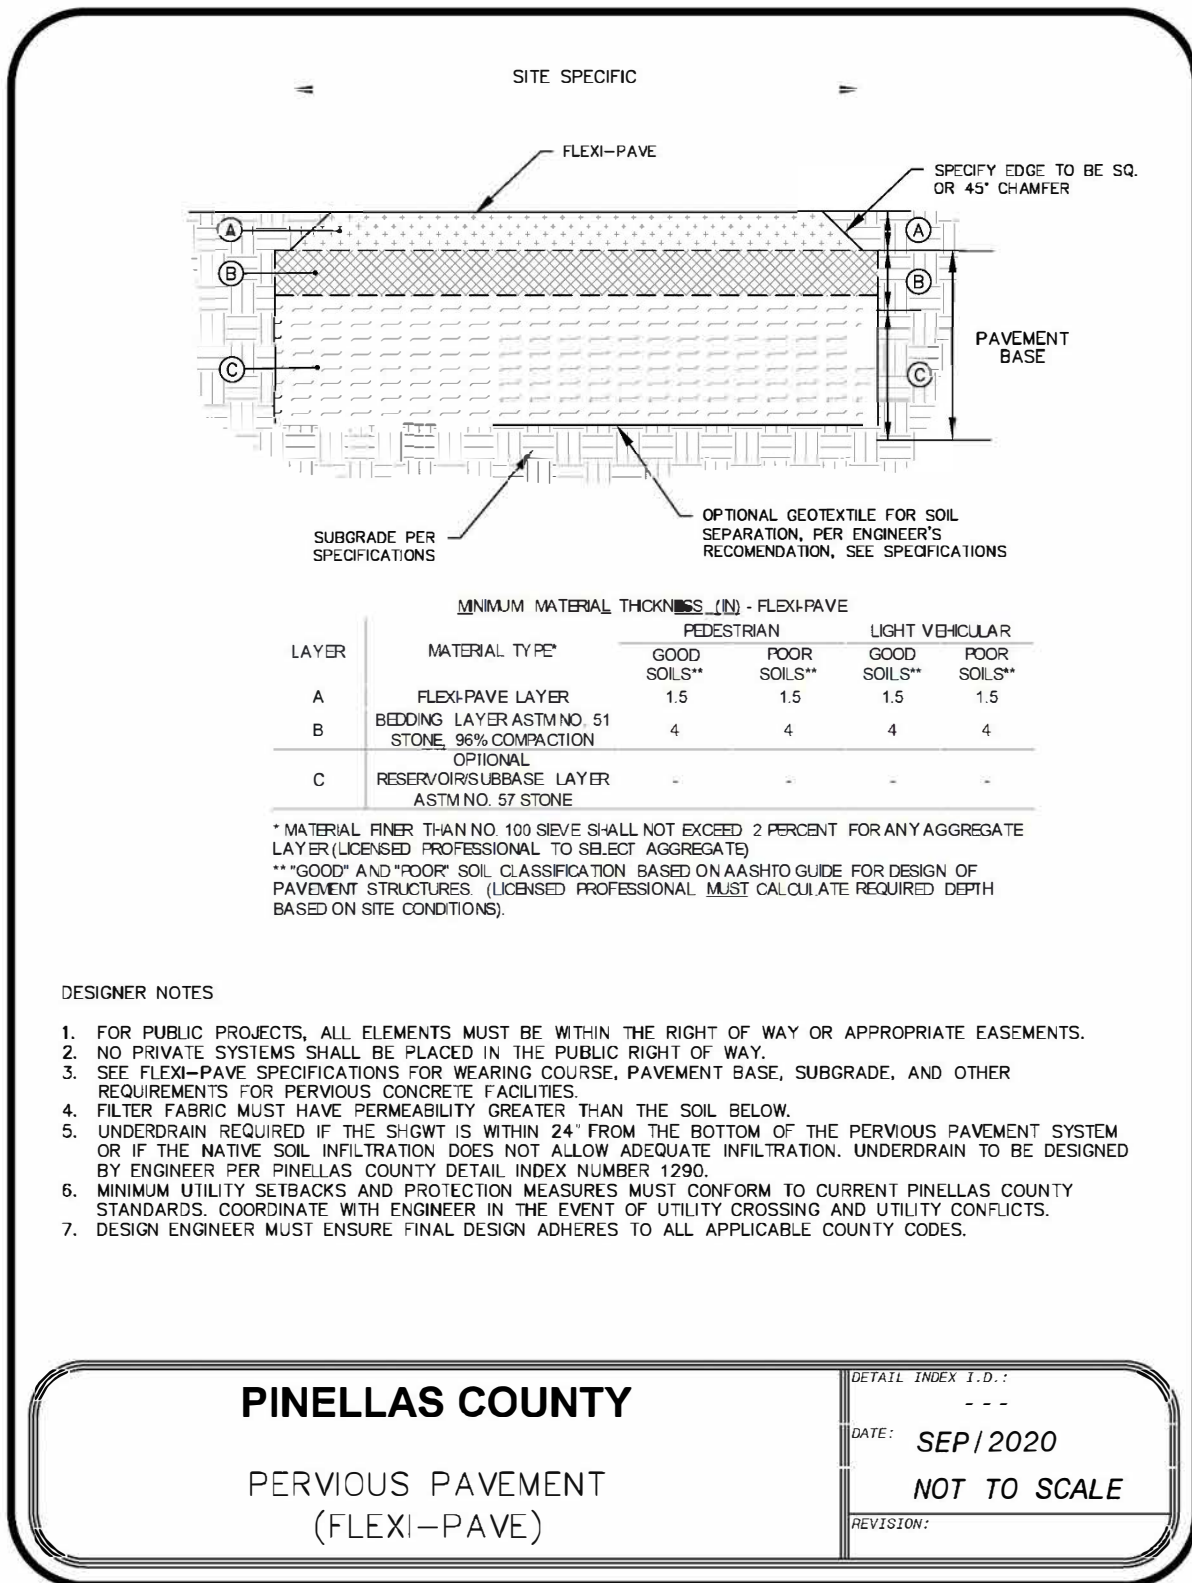 SITE SPECIFIC
FLEXI-PAVE
SPECIFY EDGE TO BE SQ.
OR 45° CHAMFER
A
A
B
B
PAVEMENT
BASE
C
C
SUBGRADE PER
SPECIFICATIONS
OPTIONAL GEOTEXTILE FOR SOIL
SEPARATION, PER ENGINEER'S
RECOMENDATION, SEE SPECIFICATIONS
MINIMUM MATERIAL THICKNESS (IN) - FLEXI-PAVE
PEDESTRIAN LIGHT VEHICULAR
LAYER MATERIAL TYPE* GOOD POOR GOOD POOR
SOILS** SOILS** SOILS** SOILS**
A FLEXI-PAVE LAYER 1.5 1.5 1.5 1.5
BEDDING LAYER ASTM NO. 51
B 4 4 4 4
STONE, 96% COMPACTION
OPTIONAL
C RESERVOIR/SUBBASE LAYER - - - -
ASTM NO. 57 STONE
* MATERIAL FINER THAN NO. 100 SIEVE SHALL NOT EXCEED 2 PERCENT FOR ANY AGGREGATE
LAYER (LICENSED PROFESSIONAL TO SELECT AGGREGATE)
** "GOOD" AND "POOR" SOIL CLASSIFICATION BASED ON AASHTO GUIDE FOR DESIGN OF
PAVEMENT STRUCTURES. (LICENSED PROFESSIONAL MUST CALCULATE REQUIRED DEPTH
BASED ON SITE CONDITIONS).
DESIGNER NOTES
1. FOR PUBLIC PROJECTS, ALL ELEMENTS MUST BE WITHIN THE RIGHT OF WAY OR APPROPRIATE EASEMENTS.
2. NO PRIVATE SYSTEMS SHALL BE PLACED IN THE PUBLIC RIGHT OF WAY.
3. SEE FLEXI-PAVE SPECIFICATIONS FOR WEARING COURSE, PAVEMENT BASE, SUBGRADE, AND OTHER
REQUIREMENTS FOR PERVIOUS CONCRETE FACILITIES.
4. FILTER FABRIC MUST HAVE PERMEABILITY GREATER THAN THE SOIL BELOW.
5. UNDERDRAIN REQUIRED IF THE SHGWT IS WITHIN 24" FROM THE BOTTOM OF THE PERVIOUS PAVEMENT SYSTEM
OR IF THE NATIVE SOIL INFILTRATION DOES NOT ALLOW ADEQUATE INFILTRATION. UNDERDRAIN TO BE DESIGNED
BY ENGINEER PER PINELLAS COUNTY DETAIL INDEX NUMBER 1290.
6. MINIMUM UTILITY SETBACKS AND PROTECTION MEASURES MUST CONFORM TO CURRENT PINELLAS COUNTY
STANDARDS. COORDINATE WITH ENGINEER IN THE EVENT OF UTILITY CROSSING AND UTILITY CONFLICTS.
7. DESIGN ENGINEER MUST ENSURE FINAL DESIGN ADHERES TO ALL APPLICABLE COUNTY CODES.
PINELLAS COUNTY
PERVIOUS PAVEMENT
(FLEXI-PAVE)
DETAIL INDEX I.D.:
- - -
DATE: SEP/2020
NOT TO SCALE
REVISION: